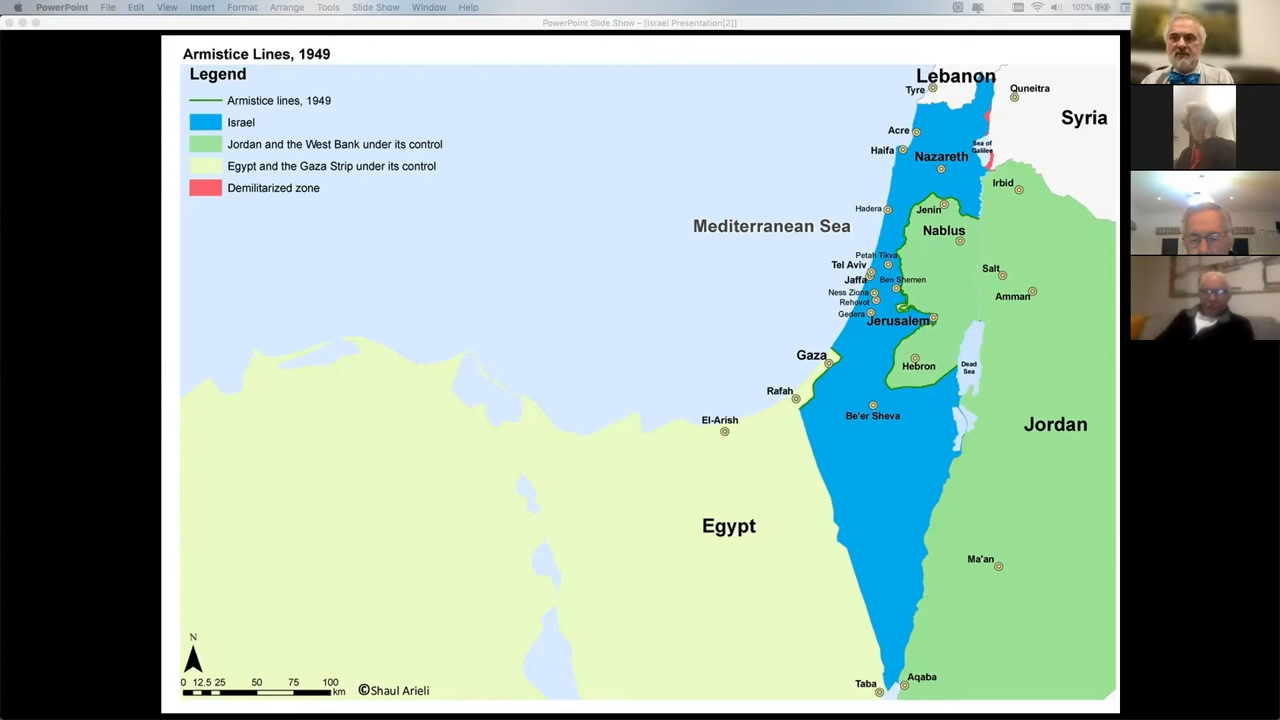 PowerPoint File Edit View Insert Format Arrange Tools Slide Show Window Help 100%
PowerPoint Slide Show – [Israel Presentation[2]]
Armistice Lines, 1949
Legend
Armistice lines, 1949
Israel
Jordan and the West Bank under its control
Egypt and the Gaza Strip under its control
Demilitarized zone
Lebanon
Tyre
Quneitra
Syria
Acre
Haifa
Sea of
Galilee
Nazareth
Irbid
Hadera
Jenin
Mediterranean Sea
Nablus
Petah Tikva
Tel Aviv
Salt
Jaffa
Ben Shemen
Ness Ziona
Amman
Rehovot
Gedera
Jerusalem
Gaza
Hebron
Dead
Sea
Rafah
El-Arish
Be'er Sheva
Jordan
Egypt
Ma'an
N
Taba
Aqaba
0 12.5 25 50 75 100
km
©Shaul Arieli